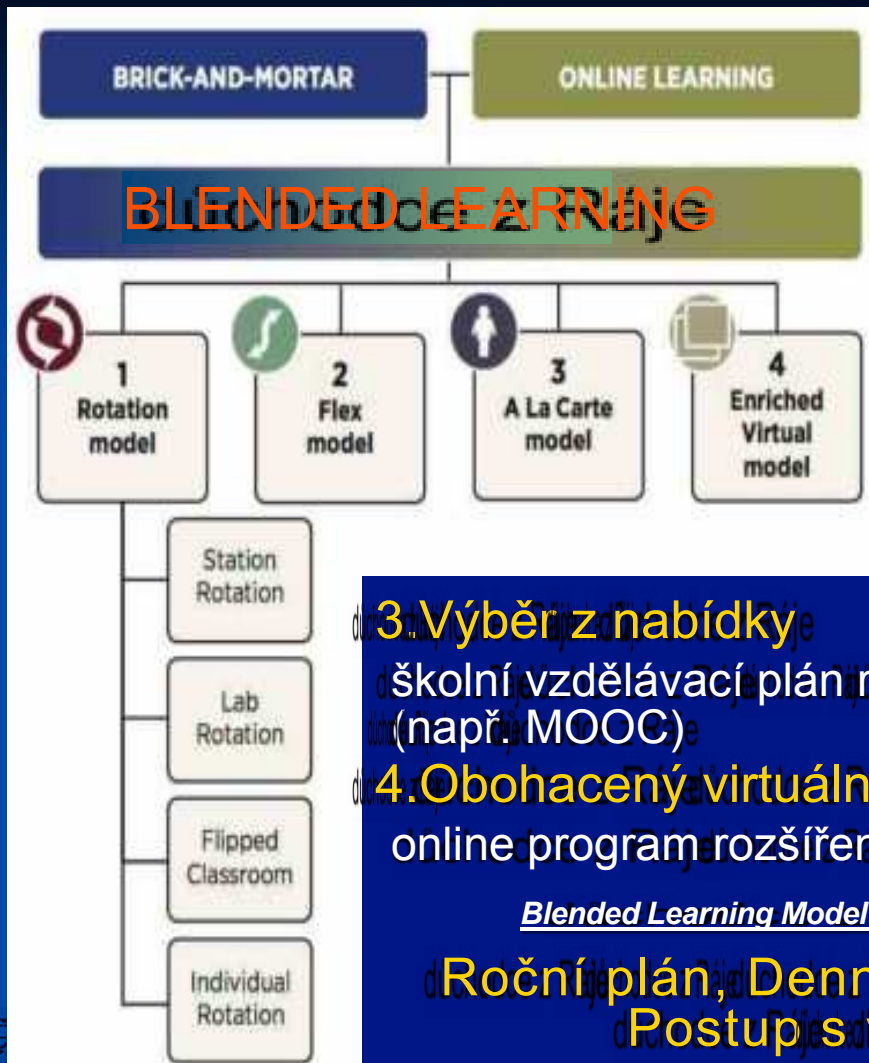 BRICK-AND-MORTAR
ONLINE LEARNING
BLENDED LEARNING
1
Rotation
model
2
Flex
model
3
A La Carte
model
4
Enriched
Virtual
model
Station
Rotation
Lab
Rotation
Flipped
Classroom
Individual
Rotation
3.Výběr z nabídky
školní vzdělávací plán
(např. MOOC)
4.Obohacený virtuáln
online program rozšířen
Blended Learning Model
Roční plán, Denn
Postup s